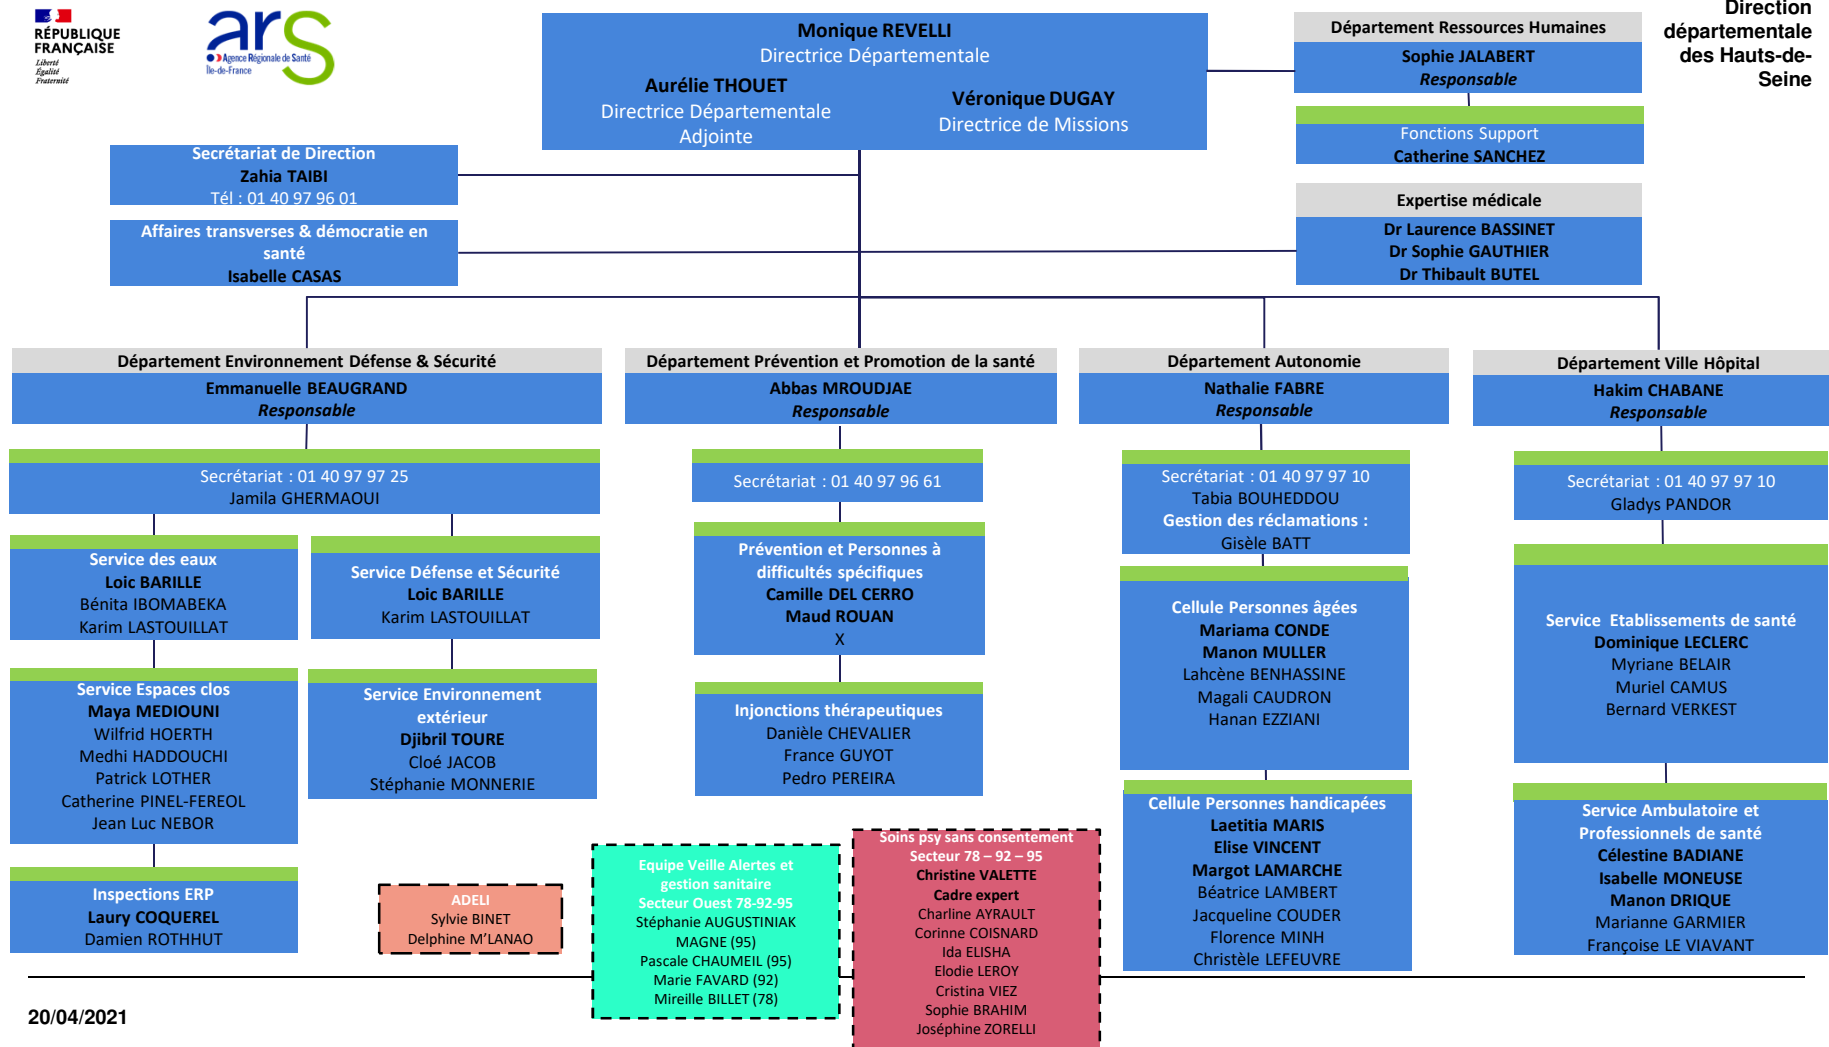 RÉPUBLIQUE
FRANÇAISE
Liberté
Égalité
Fraternité
ars
Agence Régionale de Santé
Île-de-France
Monique REVELLI
Directrice Départementale
Aurélie THOUET
Directrice Départementale
Adjointe
Véronique DUGAY
Directrice de Missions
Département Ressources Humaines
Sophie JALABERT
Responsable
Fonctions Support
Catherine SANCHEZ
Direction
départementale
des Hauts-de-
Seine
Secrétariat de Direction
Zahia TAIBI
Tél : 01 40 97 96 01
Affaires transverses & démocratie en
santé
Isabelle CASAS
Expertise médicale
Dr Laurence BASSINET
Dr Sophie GAUTHIER
Dr Thibault BUTEL
Département Environnement Défense & Sécurité
Emmanuelle BEAUGRAND
Responsable
Secrétariat : 01 40 97 97 25
Jamila GHERMAOUI
Service des eaux
Loic BARILLE
Bénita IBOMABEKA
Karim LASTOUILLAT
Service Espaces clos
Maya MEDIOUNI
Wilfrid HOERTH
Medhi HADDOUCHI
Patrick LOTHER
Catherine PINEL-FEREOL
Jean Luc NEBOR
Inspections ERP
Laury COQUEREL
Damien ROTHHUT
Service Défense et Sécurité
Loic BARILLE
Karim LASTOUILLAT
Service Environnement
extérieur
Djibril TOURE
Cloé JACOB
Stéphanie MONNERIE
Département Prévention et Promotion de la santé
Abbas MROUDJAE
Responsable
Secrétariat : 01 40 97 96 61
Prévention et Personnes à
difficultés spécifiques
Camille DEL CERRO
Maud ROUAN
X
Injonctions thérapeutiques
Danièle CHEVALIER
France GUYOT
Pedro PEREIRA
Département Autonomie
Nathalie FABRE
Responsable
Secrétariat : 01 40 97 97 10
Tabia BOUHEDDOU
Gestion des réclamations :
Gisèle BATT
Cellule Personnes âgées
Mariama CONDE
Manon MULLER
Lahcène BENHASSINE
Magali CAUDRON
Hanan EZZIANI
Cellule Personnes handicapées
Laetitia MARIS
Elise VINCENT
Margot LAMARCHE
Béatrice LAMBERT
Jacqueline COUDER
Florence MINH
Christèle LEFEUVRE
Département Ville Hôpital
Hakim CHABANE
Responsable
Secrétariat : 01 40 97 97 10
Gladys PANDOR
Service Etablissements de santé
Dominique LECLERC
Myriane BELAIR
Muriel CAMUS
Bernard VERKEST
Service Ambulatoire et
Professionnels de santé
Célestine BADIANE
Isabelle MONEUSE
Manon DRIQUE
Marianne GARMIER
Françoise LE VIAVANT
ADELI
Sylvie BINET
Delphine M'LANAO
Equipe Veille Alertes et
gestion sanitaire
Secteur Ouest 78-92-95
Stéphanie AUGUSTINIAK
MAGNE (95)
Pascale CHAUMEIL (95)
Marie FAVARD (92)
Mireille BILLET (78)
Soins psy sans consentement
Secteur 78 – 92 – 95
Christine VALETTE
Cadre expert
Charline AYRAULT
Corinne COISNARD
Ida ELISHA
Elodie LEROY
Cristina VIEZ
Sophie BRAHIM
Joséphine ZORELLI
20/04/2021